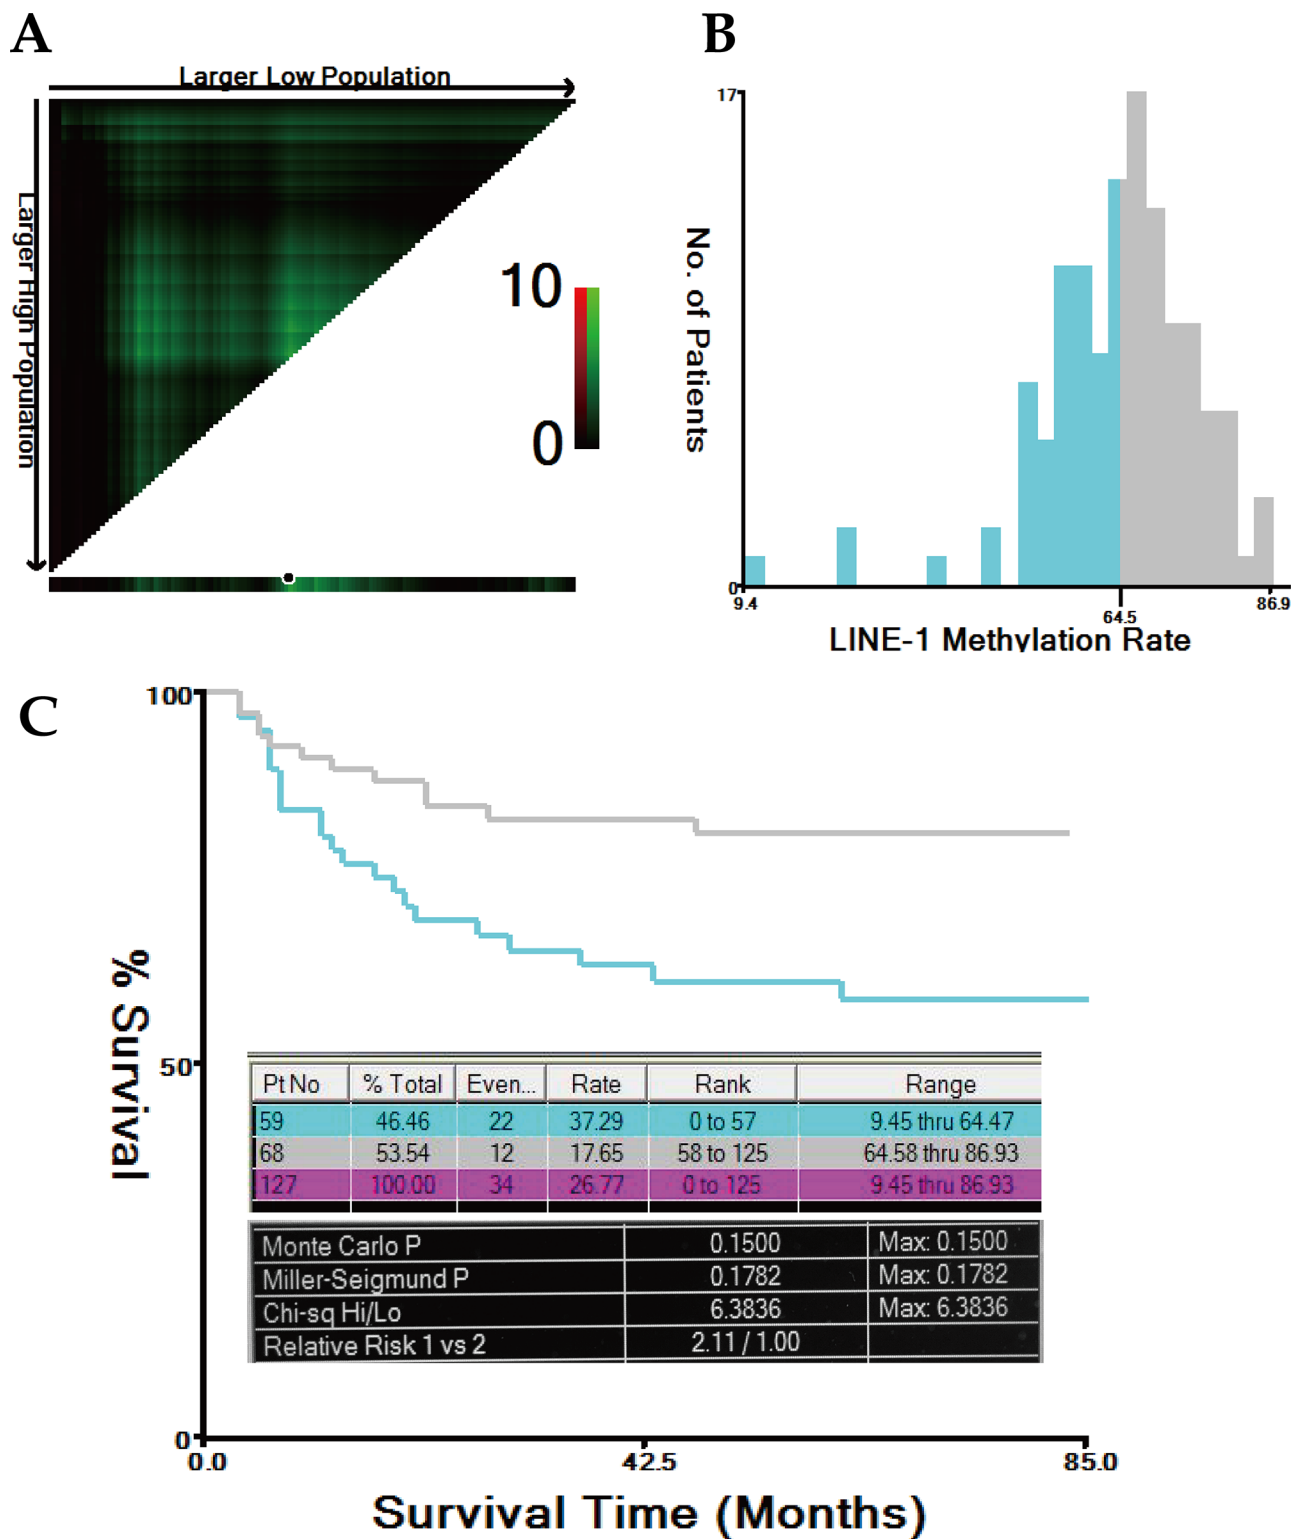 A
Larger Low Population
Larger High Population
10
0
B
17
No. of Patients
0
9.4
64.5
86.9
LINE-1 Methylation Rate
C
100
% Survival
50
Pt No % Total Even... Rate Rank Range
59 46.46 22 37.29 0 to 57 9.45 thru 64.47
68 53.54 12 17.65 58 to 125 64.58 thru 86.93
127 100.00 34 26.77 0 to 125 9.45 thru 86.93
Monte Carlo P 0.1500 Max: 0.1500
Miller-Seigmund P 0.1782 Max: 0.1782
Chi-sq Hi/Lo 6.3836 Max: 6.3836
Relative Risk 1 vs 2 2.11 / 1.00
0
0.0 42.5 85.0
Survival Time (Months)